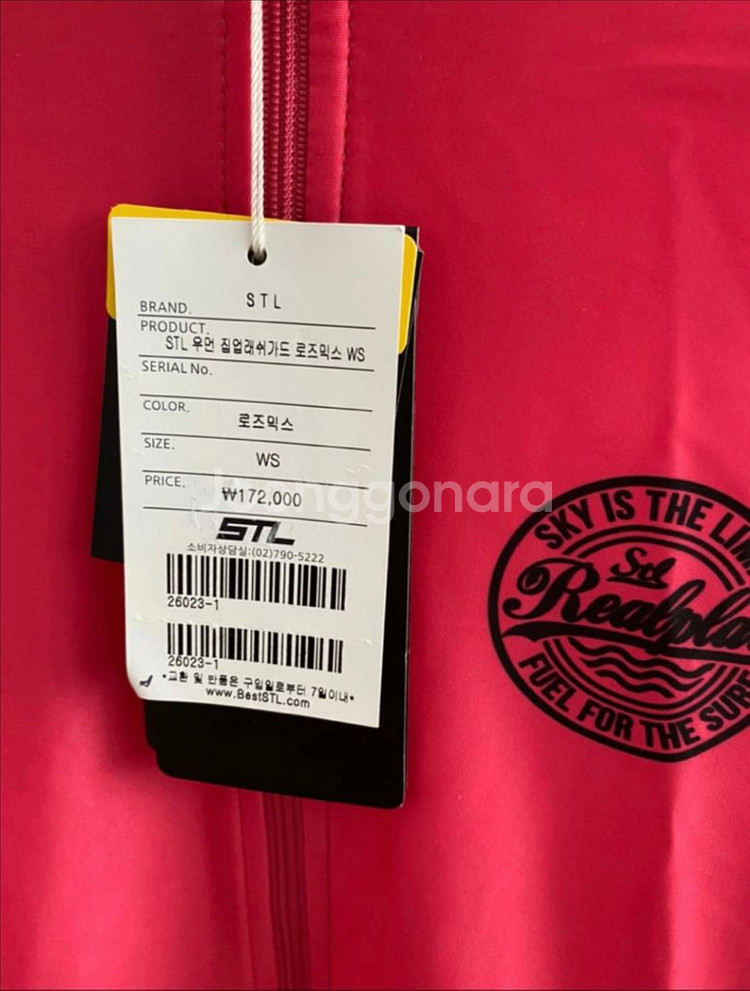 BRAND. STL
PRODUCT.
STL 우먼 집업래쉬가드 로즈믹스 WS
SERIAL No.
COLOR. 로즈믹스
SIZE. WS
PRICE. ₩172,000
Joonggonara
STL
소비자상담실:(02)790-5222
26023-1
26023-1
*교환 및 반품은 구입일로부터 7일이내*
www.BestSTL.com
SKY IS THE
Stl
FUEL FOR THE